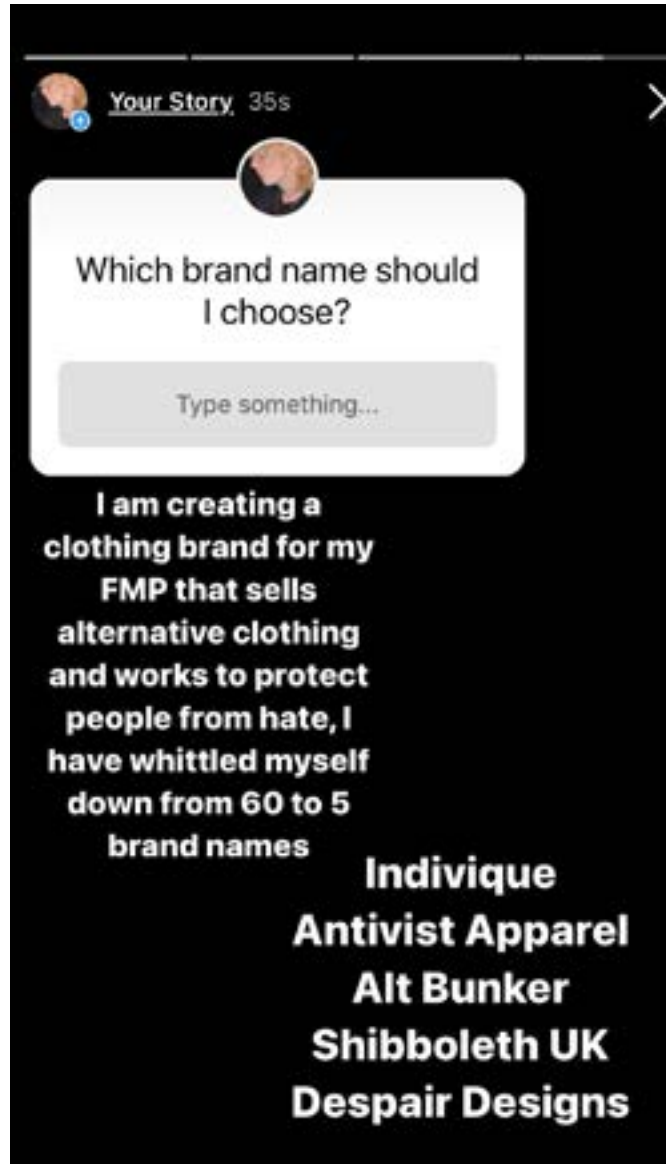 Your Story 35s
Which brand name should
I choose?
Type something...
I am creating a
clothing brand for my
FMP that sells
alternative clothing
and works to protect
people from hate, I
have whittled myself
down from 60 to 5
brand names
Indivique
Antivist Apparel
Alt Bunker
Shibboleth UK
Despair Designs